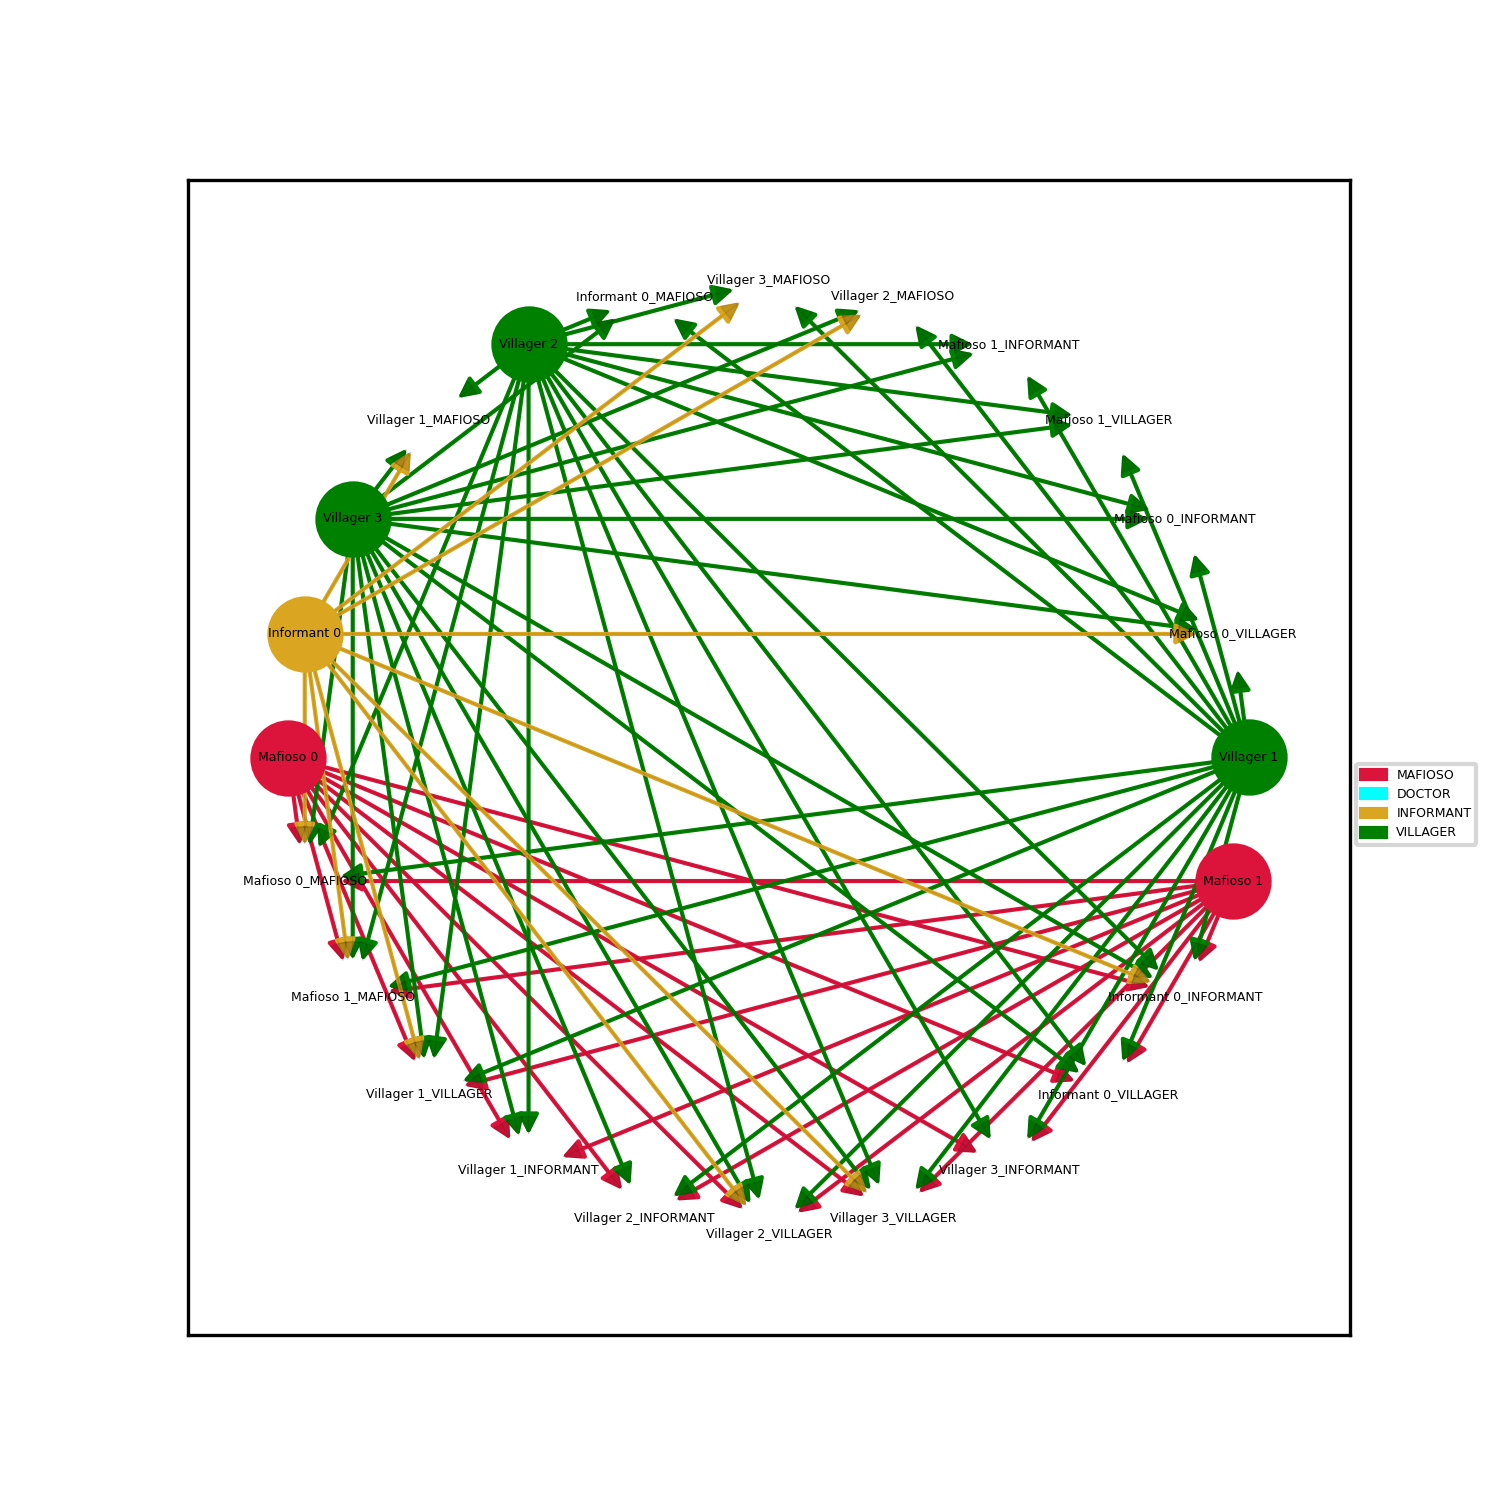 Villager 3_MAFIOSO
Informant 0_MAFIOSO
Villager 2_MAFIOSO
Villager 2
Mafioso 1_INFORMANT
Villager 1_MAFIOSO
Mafioso 1_VILLAGER
Villager 3
Mafioso 0_INFORMANT
Informant 0
Mafioso 0_VILLAGER
Mafioso 0
Villager 1
MAFIOSO
DOCTOR
INFORMANT
VILLAGER
Mafioso 0_MAFIOSO
Mafioso 1
Mafioso 1_MAFIOSO
Informant 0_INFORMANT
Villager 1_VILLAGER
Informant 0_VILLAGER
Villager 1_INFORMANT
Villager 3_INFORMANT
Villager 2_INFORMANT
Villager 3_VILLAGER
Villager 2_VILLAGER